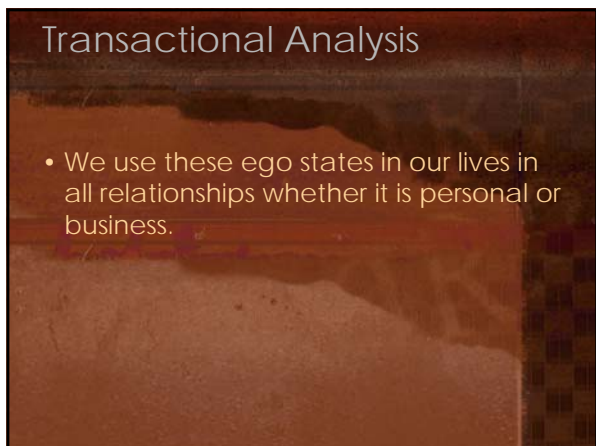 Transactional Analysis
• We use these ego states in our lives in
all relationships whether it is personal or
business.